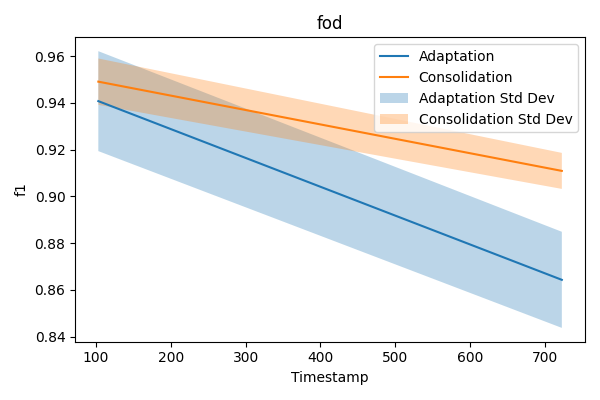 fod
0.96
0.94
0.92
0.90
0.88
0.86
0.84
f1
Adaptation
Consolidation
Adaptation Std Dev
Consolidation Std Dev
100 200 300 400 500 600 700
Timestamp